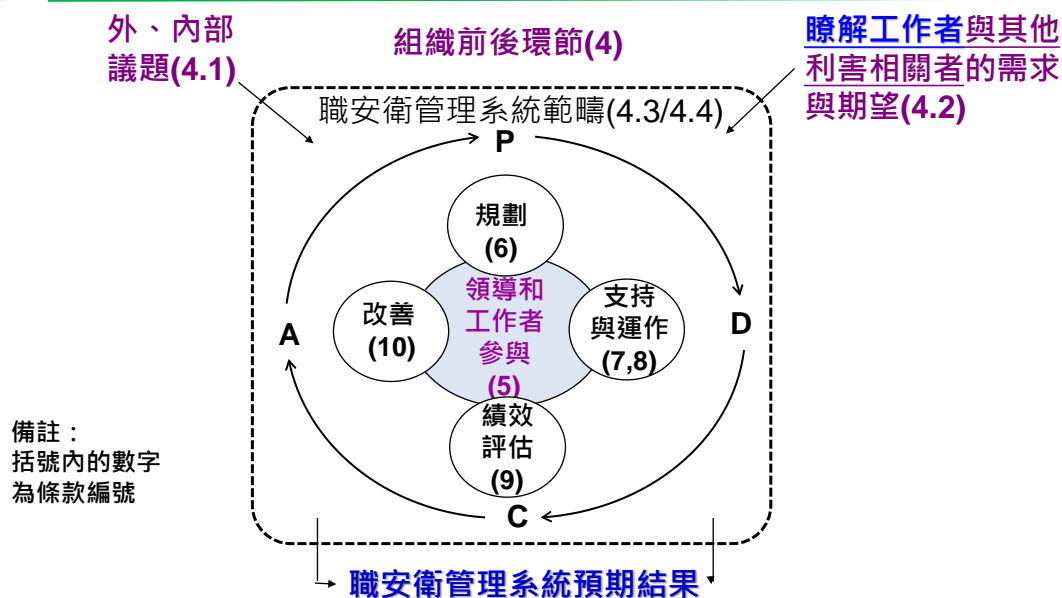 外、內部
議題(4.1)
組織前後環節(4)
瞭解工作者與其他
利害相關者的需求
與期望(4.2)
職安衛管理系統範疇(4.3/4.4)
P
規劃
(6)
領導和
工作者
參與
(5)
改善
(10)
支持
與運作
(7,8)
A
D
績效
評估
(9)
C
備註：
括號內的數字
為條款編號
職安衛管理系統預期結果